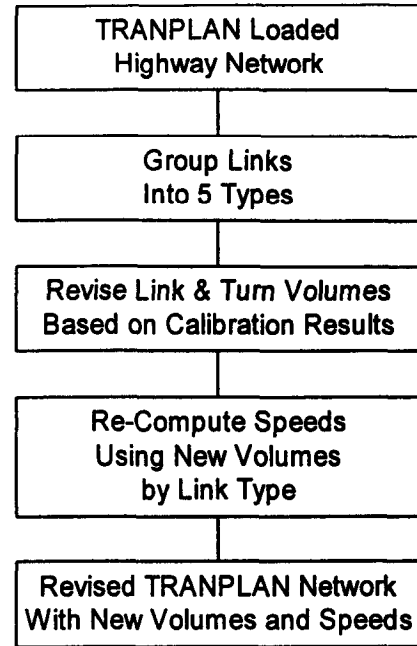 TRANPLAN Loaded
Highway Network
Group Links
Into 5 Types
Revise Link & Turn Volumes
Based on Calibration Results
Re-Compute Speeds
Using New Volumes
by Link Type
Revised TRANPLAN Network
With New Volumes and Speeds